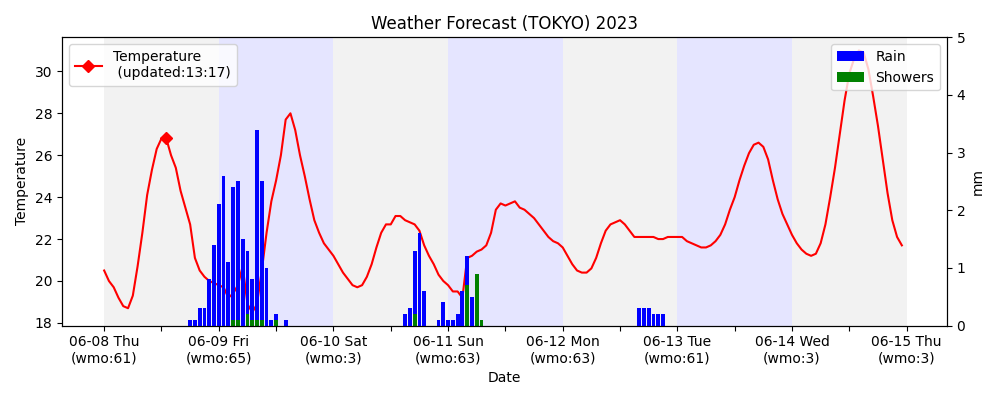 Weather Forecast (TOKYO) 2023
Temperature
(updated:13:17)
Rain
Showers
Temperature
30
28
26
24
22
20
18
5
4
3
2
1
0
mm
06-08 Thu
(wmo:61)
06-09 Fri
(wmo:65)
06-10 Sat
(wmo:3)
06-11 Sun
(wmo:63)
06-12 Mon
(wmo:63)
06-13 Tue
(wmo:61)
06-14 Wed
(wmo:3)
06-15 Thu
(wmo:3)
Date